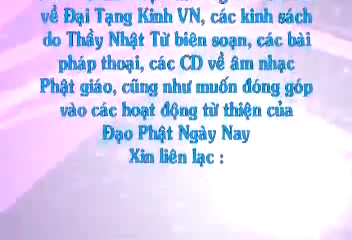 về Đại Tạng Kinh VN, các kinh sách
do Thầy Nhật Từ biên soạn, các bài
pháp thoại, các CD về âm nhạc
Phật giáo, cũng như muốn đóng góp
vào các hoạt động từ thiện của
Đạo Phật Ngày Nay
Xin liên lạc :